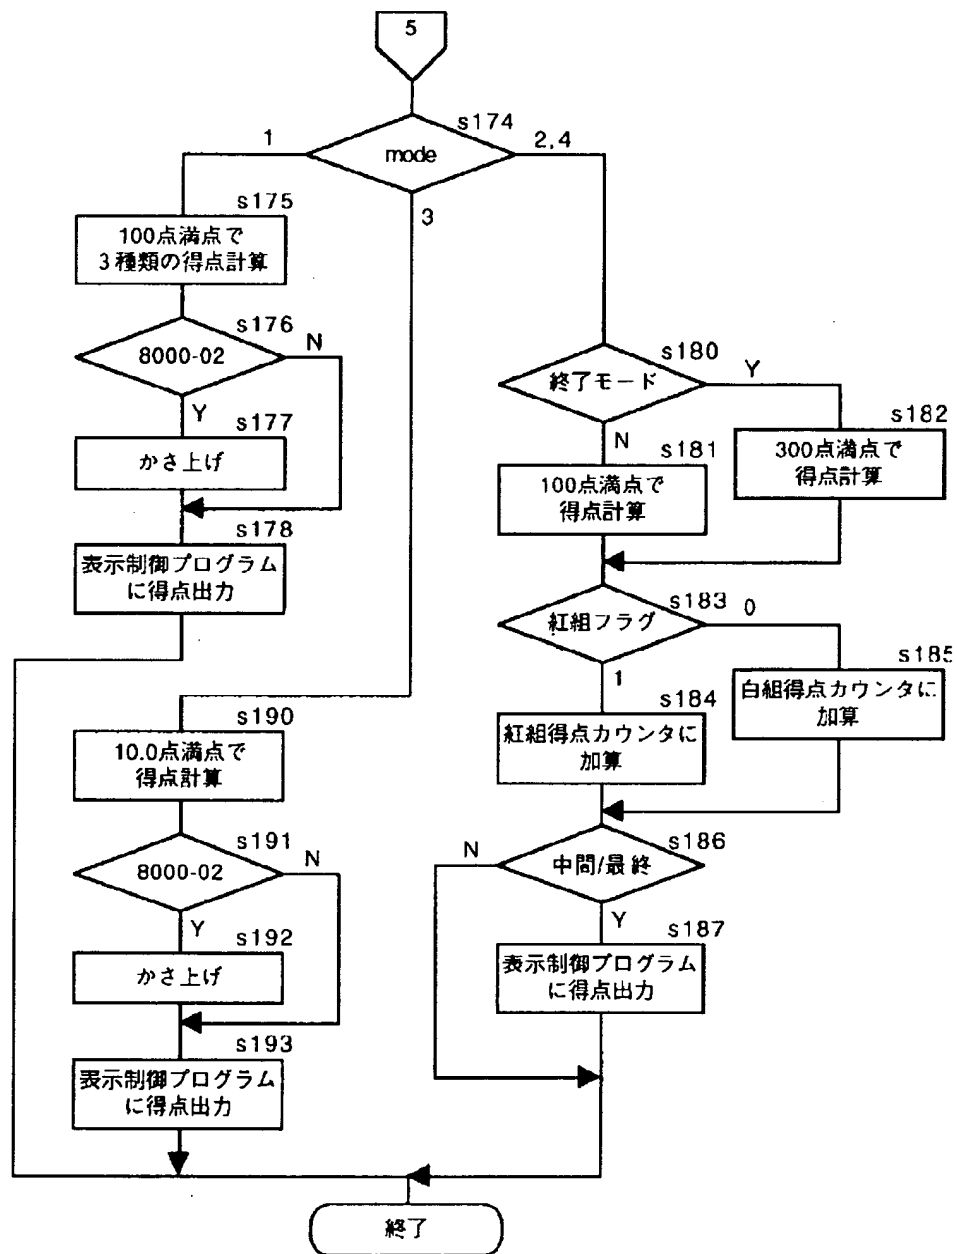 5
s174
mode
1
2,4
3
s175
100点満点で
3種類の得点計算
s176
8000-02
N
Y
s177
かさ上げ
s178
表示制御プログラム
に得点出力
s190
10.0点満点で
得点計算
s191
8000-02
N
Y
s192
かさ上げ
s193
表示制御プログラム
に得点出力
s180
終了モード
Y
N
s182
300点満点で
得点計算
s181
100点満点で
得点計算
s183
紅組フラグ
0
1
s185
白組得点カウンタに
加算
s184
紅組得点カウンタに
加算
s186
中間/最終
N
Y
s187
表示制御プログラム
に得点出力
終了